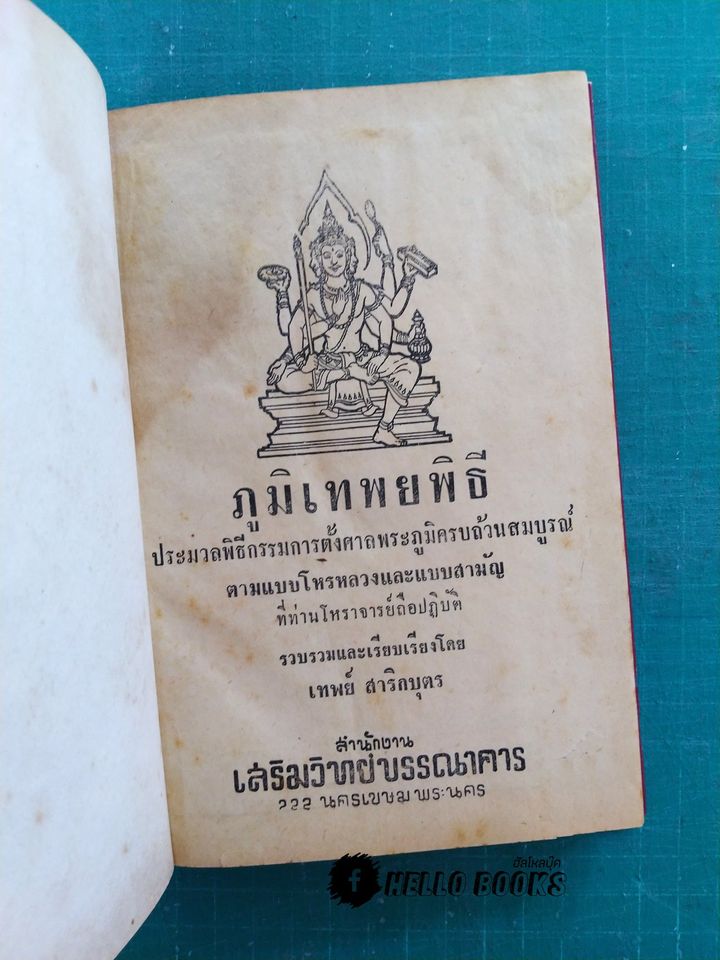 ภูมิเทพยพิธี
ประมวลพิธีกรรมการตั้งศาลพระภูมิครบถ้วนสมบูรณ์
ตามแบบโหรหลวงและแบบสามัญ
ที่ท่านโหราจารย์ถือปฏิบัติ
รวบรวมและเรียบเรียงโดย
เทพย์ สาริกบุตร
สำนักงาน
เสริมวิทย์บรรณาคาร
222 นครเขษม พระนคร
ฮัลโหลบุ๊ค
f HELLO BOOKS